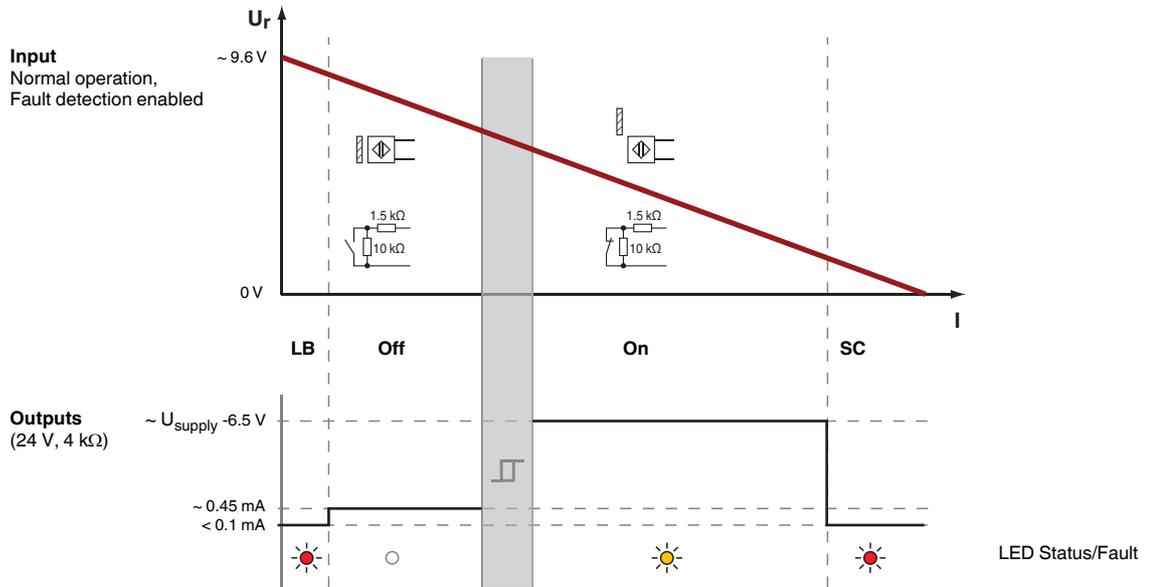 Ur
Input
Normal operation,
Fault detection enabled
~ 9.6 V
1.5 kΩ
10 kΩ
1.5 kΩ
10 kΩ
0 V
I
LB
Off
On
SC
Outputs
(24 V, 4 kΩ)
~ Usupply -6.5 V
~ 0.45 mA
< 0.1 mA
LED Status/Fault